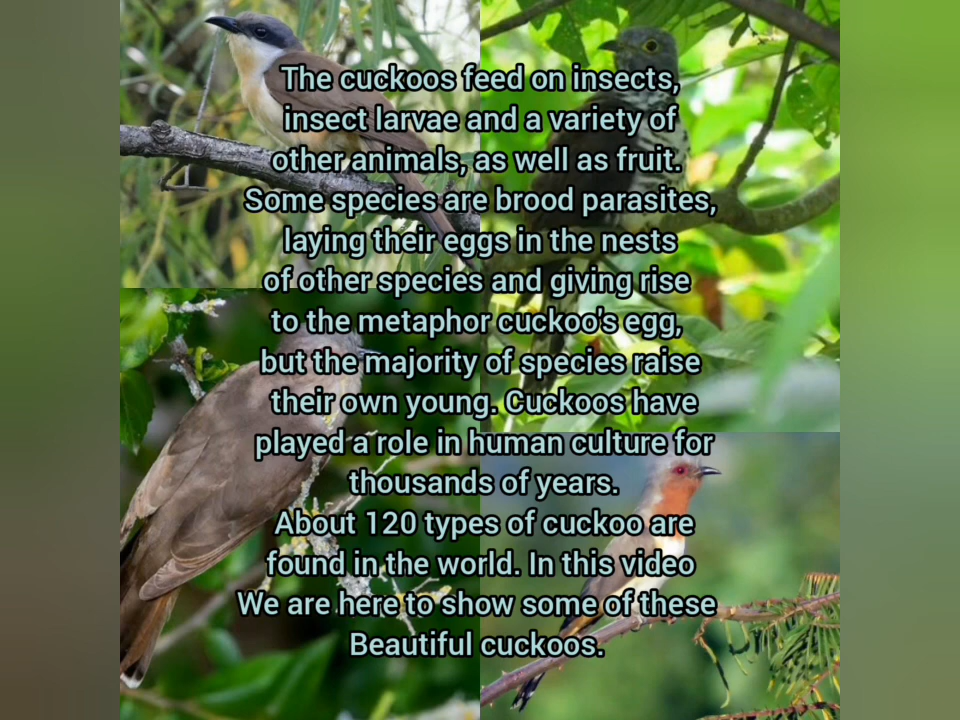 The cuckoos feed on insects,
insect larvae and a variety of
other animals, as well as fruit.
Some species are brood parasites,
laying their eggs in the nests
of other species and giving rise
to the metaphor cuckoo's egg,
but the majority of species raise
their own young. Cuckoos have
played a role in human culture for
thousands of years.
About 120 types of cuckoo are
found in the world. In this video
We are here to show some of these
Beautiful cuckoos.